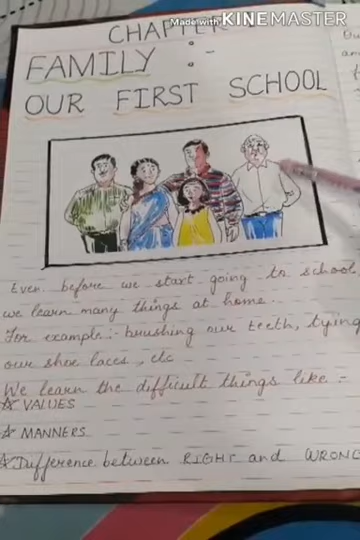 Made with KINEMASTER
CHAPTER
FAMILY :-
OUR FIRST SCHOOL
Even before we start going to school
we learn many things at home.
For example:- brushing our teeth, tying
our shoe laces, etc
We learn the difficult things like -
VALUES
MANNERS
Difference between RIGHT and WRONG